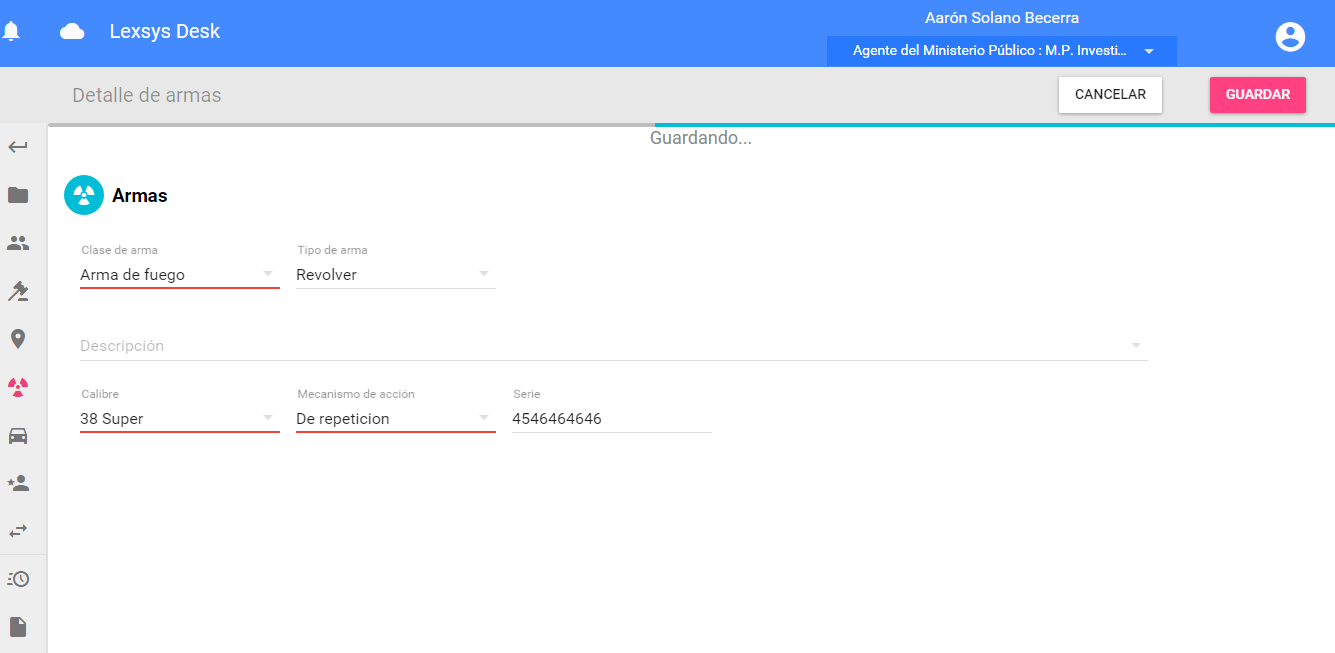 Lexsys Desk
Aarón Solano Becerra
Agente del Ministerio Público : M.P. Investi...
Detalle de armas
CANCELAR
GUARDAR
Guardando...
Armas
Clase de arma
Tipo de arma
Arma de fuego
Revolver
Descripción
Calibre
Mecanismo de acción
Serie
38 Super
De repeticion
4546464646